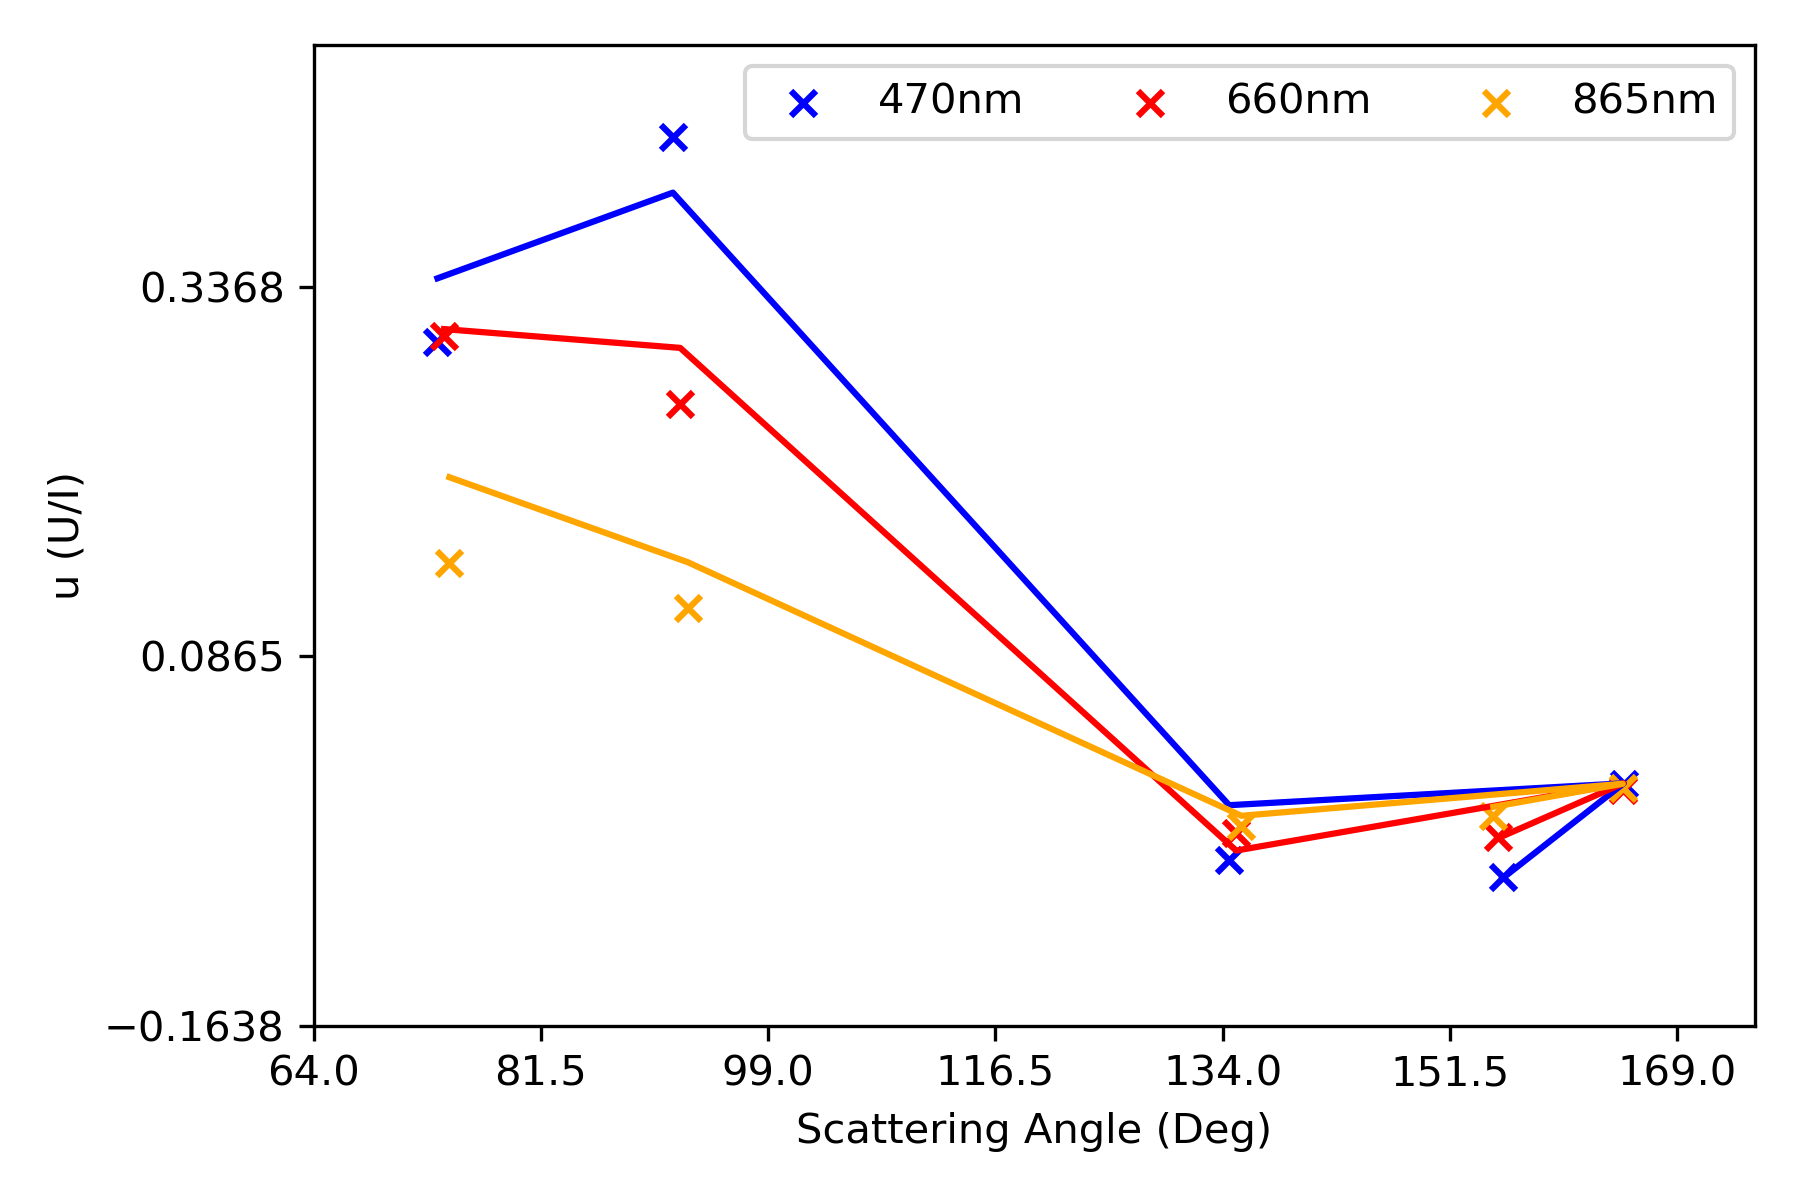 470nm 660nm 865nm
0.3368
0.0865
−0.1638
u (U/I)
64.0 81.5 99.0 116.5 134.0 151.5 169.0
Scattering Angle (Deg)